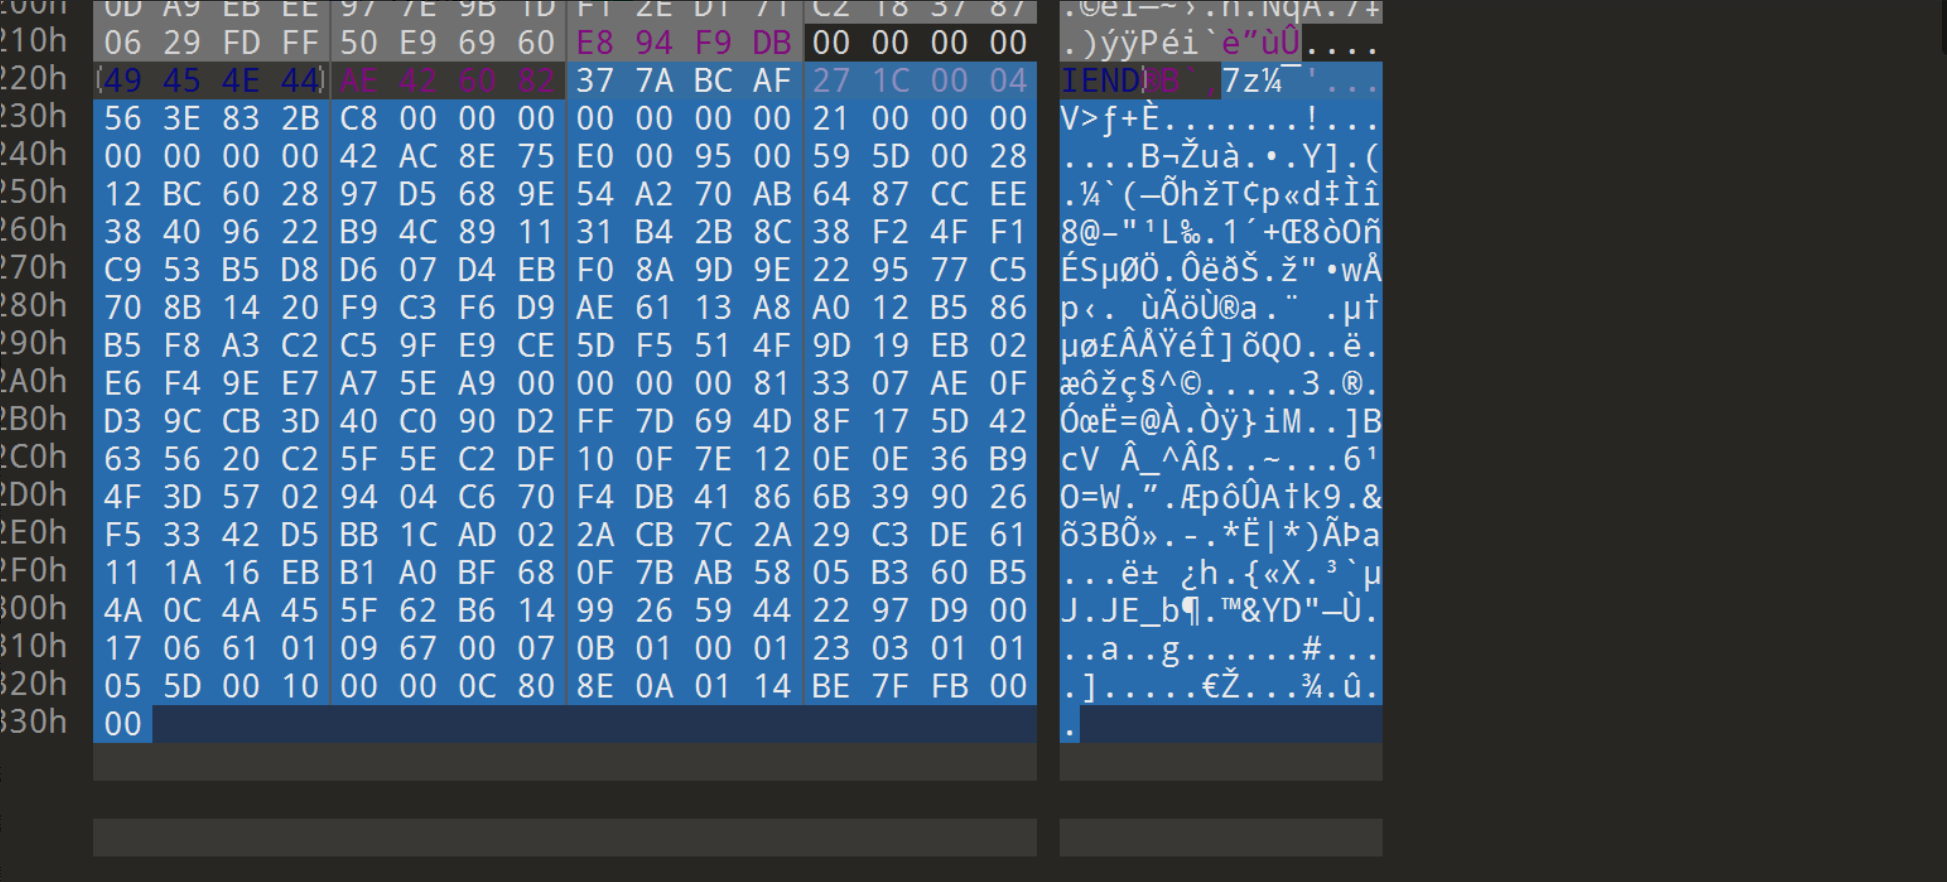 200h 0D A9 EB EE 97 7E 9B 1D F1 2E D1 71 C2 18 37 87 .©ëî—~›.ñ.ÑqÂ.7‡
210h 06 29 FD FF 50 E9 69 60 E8 94 F9 DB 00 00 00 00 .)ýÿPéi`è”ùÛ....
220h 49 45 4E 44 AE 42 60 82 37 7A BC AF 27 1C 00 04 IEND®B`‚7z¼¯'...
230h 56 3E 83 2B C8 00 00 00 00 00 00 00 21 00 00 00 V>ƒ+È.......!...
240h 00 00 00 00 42 AC 8E 75 E0 00 95 00 59 5D 00 28 ....B¬Žuà.•.Y].(
250h 12 BC 60 28 97 D5 68 9E 54 A2 70 AB 64 87 CC EE .¼`(—ÕhžT¢p«d‡Ìî
260h 38 40 96 22 B9 4C 89 11 31 B4 2B 8C 38 F2 4F F1 8@–"¹L‰.1´+Œ8òOñ
270h C9 53 B5 D8 D6 07 D4 EB F0 8A 9D 9E 22 95 77 C5 ÉSµØÖ.ÔëðŠ.ž"•wÅ
280h 70 8B 14 20 F9 C3 F6 D9 AE 61 13 A8 A0 12 B5 86 p‹. ùÃöÙ®a.¨ .µ†
290h B5 F8 A3 C2 C5 9F E9 CE 5D F5 51 4F 9D 19 EB 02 µø£ÂÅŸéÎ]õQO..ë.
2A0h E6 F4 9E E7 A7 5E A9 00 00 00 00 81 33 07 AE 0F æôžç§^©.....3.®.
2B0h D3 9C CB 3D 40 C0 90 D2 FF 7D 69 4D 8F 17 5D 42 ÓœË=@À.Òÿ}iM..]B
2C0h 63 56 20 C2 5F 5E C2 DF 10 0F 7E 12 0E 0E 36 B9 cV Â_^Âß..~...6¹
2D0h 4F 3D 57 02 94 04 C6 70 F4 DB 41 86 6B 39 90 26 O=W.”.ÆpôÛA†k9.&
2E0h F5 33 42 D5 BB 1C AD 02 2A CB 7C 2A 29 C3 DE 61 õ3BÕ».-.*Ë|*)ÃÞa
2F0h 11 1A 16 EB B1 A0 BF 68 0F 7B AB 58 05 B3 60 B5 ...ë± ¿h.{«X.³`µ
300h 4A 0C 4A 45 5F 62 B6 14 99 26 59 44 22 97 D9 00 J.JE_b¶.™&YD"—Ù.
310h 17 06 61 01 09 67 00 07 0B 01 00 01 23 03 01 01 ..a..g......#...
320h 05 5D 00 10 00 00 0C 80 8E 0A 01 14 BE 7F FB 00 .].....€Ž...¾.û.
330h 00 .